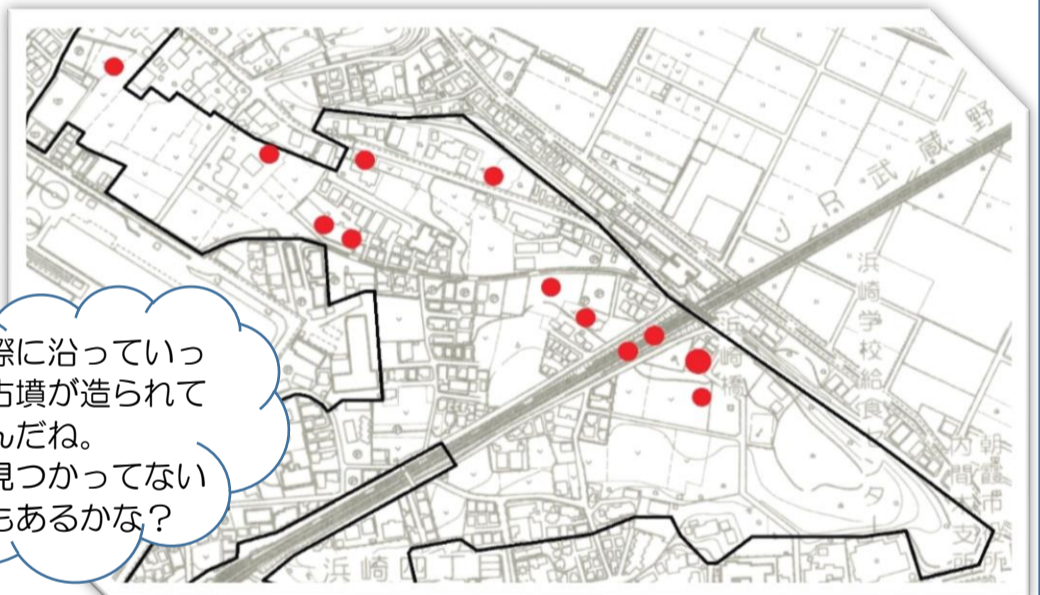 際に沿っていっ
古墳が造られて
んだね。
見つかってない
もあるかな？
JR武蔵野
浜崎学校給食センター
浜崎橋
朝霞市
内間木支所
浜崎四